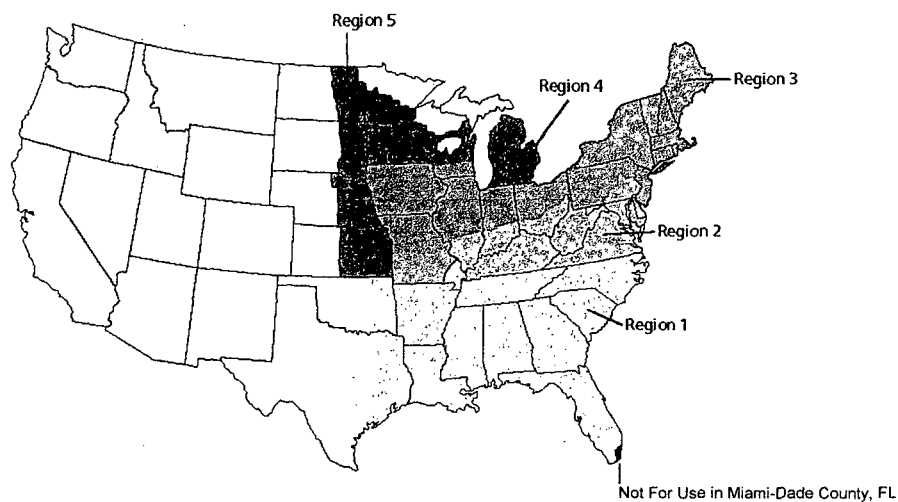 Region 5
Region 4
Region 3
Region 2
Region 1
Not For Use in Miami-Dade County, FL